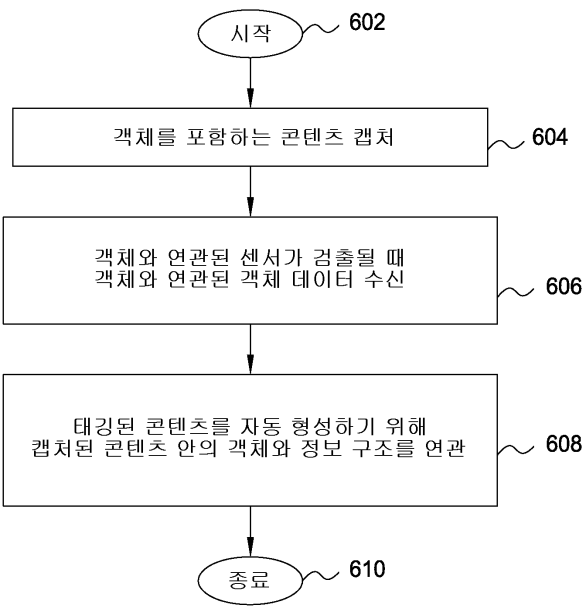 시작
602
객체를 포함하는 콘텐츠 캡처
604
객체와 연관된 센서가 검출될 때
객체와 연관된 객체 데이터 수신
606
태깅된 콘텐츠를 자동 형성하기 위해
캡처된 콘텐츠 안의 객체와 정보 구조를 연관
608
종료
610